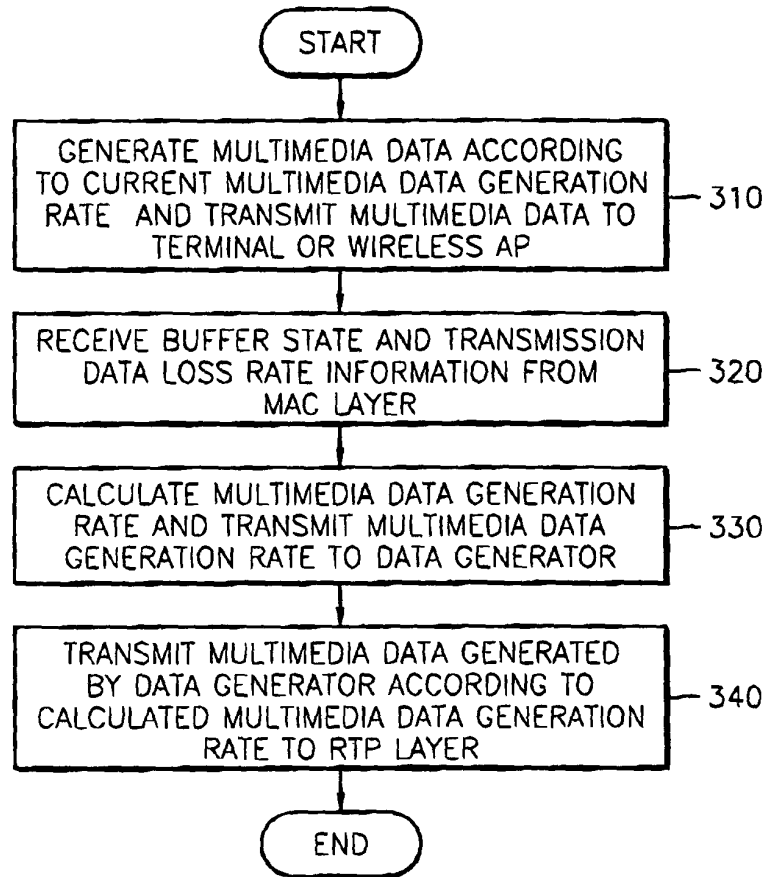 START
GENERATE MULTIMEDIA DATA ACCORDING
TO CURRENT MULTIMEDIA DATA GENERATION
RATE AND TRANSMIT MULTIMEDIA DATA TO
TERMINAL OR WIRELESS AP
310
RECEIVE BUFFER STATE AND TRANSMISSION
DATA LOSS RATE INFORMATION FROM
MAC LAYER
320
CALCULATE MULTIMEDIA DATA GENERATION
RATE AND TRANSMIT MULTIMEDIA DATA
GENERATION RATE TO DATA GENERATOR
330
TRANSMIT MULTIMEDIA DATA GENERATED
BY DATA GENERATOR ACCORDING TO
CALCULATED MULTIMEDIA DATA GENERATION
RATE TO RTP LAYER
340
END